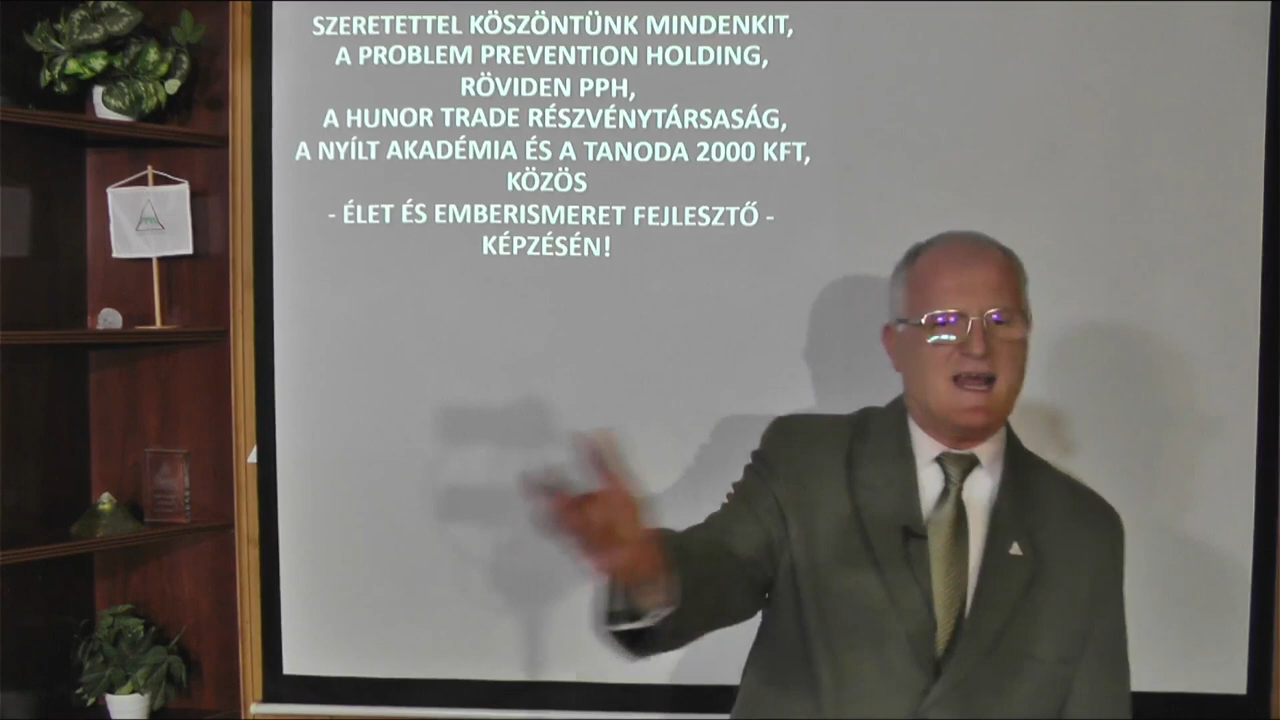 SZERETETTEL KÖSZÖNTÜNK MINDENKIT,
A PROBLEM PREVENTION HOLDING,
RÖVIDEN PPH,
A HUNOR TRADE RÉSZVÉNYTÁRSASÁG,
A NYÍLT AKADÉMIA ÉS A TANODA 2000 KFT,
KÖZÖS
- ÉLET ÉS EMBERISMERET FEJLESZTŐ -
KÉPZÉSÉN!